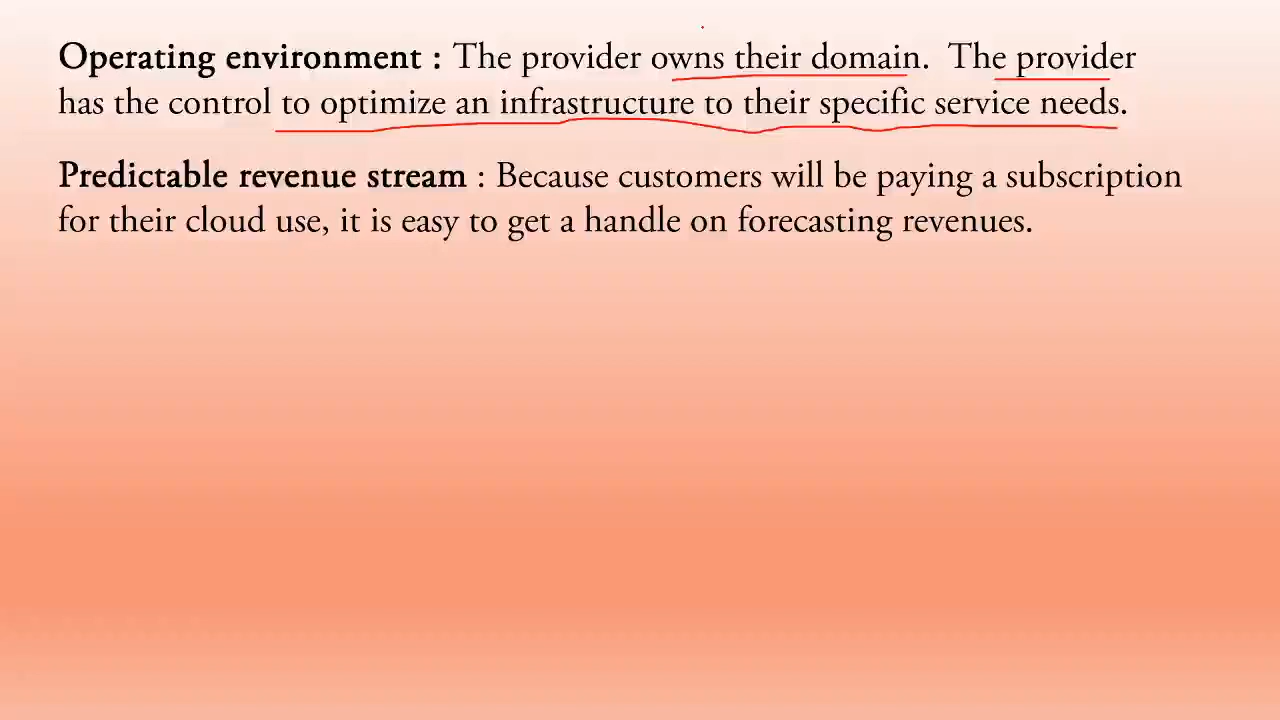 Operating environment : The provider owns their domain. The provider
has the control to optimize an infrastructure to their specific service needs.
Predictable revenue stream : Because customers will be paying a subscription
for their cloud use, it is easy to get a handle on forecasting revenues.